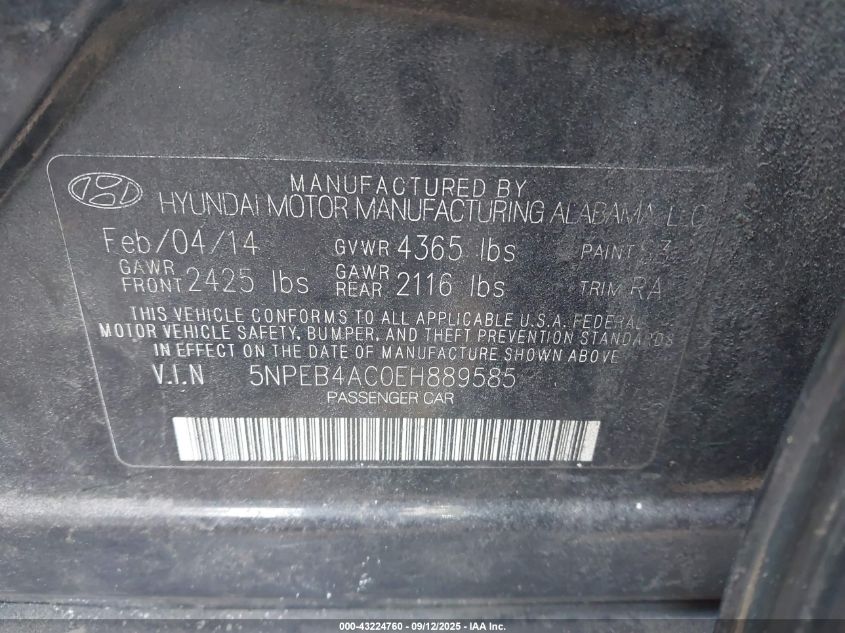 MANUFACTURED BY
HYUNDAI MOTOR MANUFACTURING ALABAMA, LLC
Feb/04/14 GVWR 4365 lbs PAINT
GAWR FRONT 2425 lbs GAWR REAR 2116 lbs TRIM RA
THIS VEHICLE CONFORMS TO ALL APPLICABLE U.S.A. FEDERAL
MOTOR VEHICLE SAFETY, BUMPER, AND THEFT PREVENTION STANDARDS
IN EFFECT ON THE DATE OF MANUFACTURE SHOWN ABOVE
V.I.N 5NPEB4AC0EH889585
PASSENGER CAR
000-43224760 - 09/12/2025 - IAA Inc.